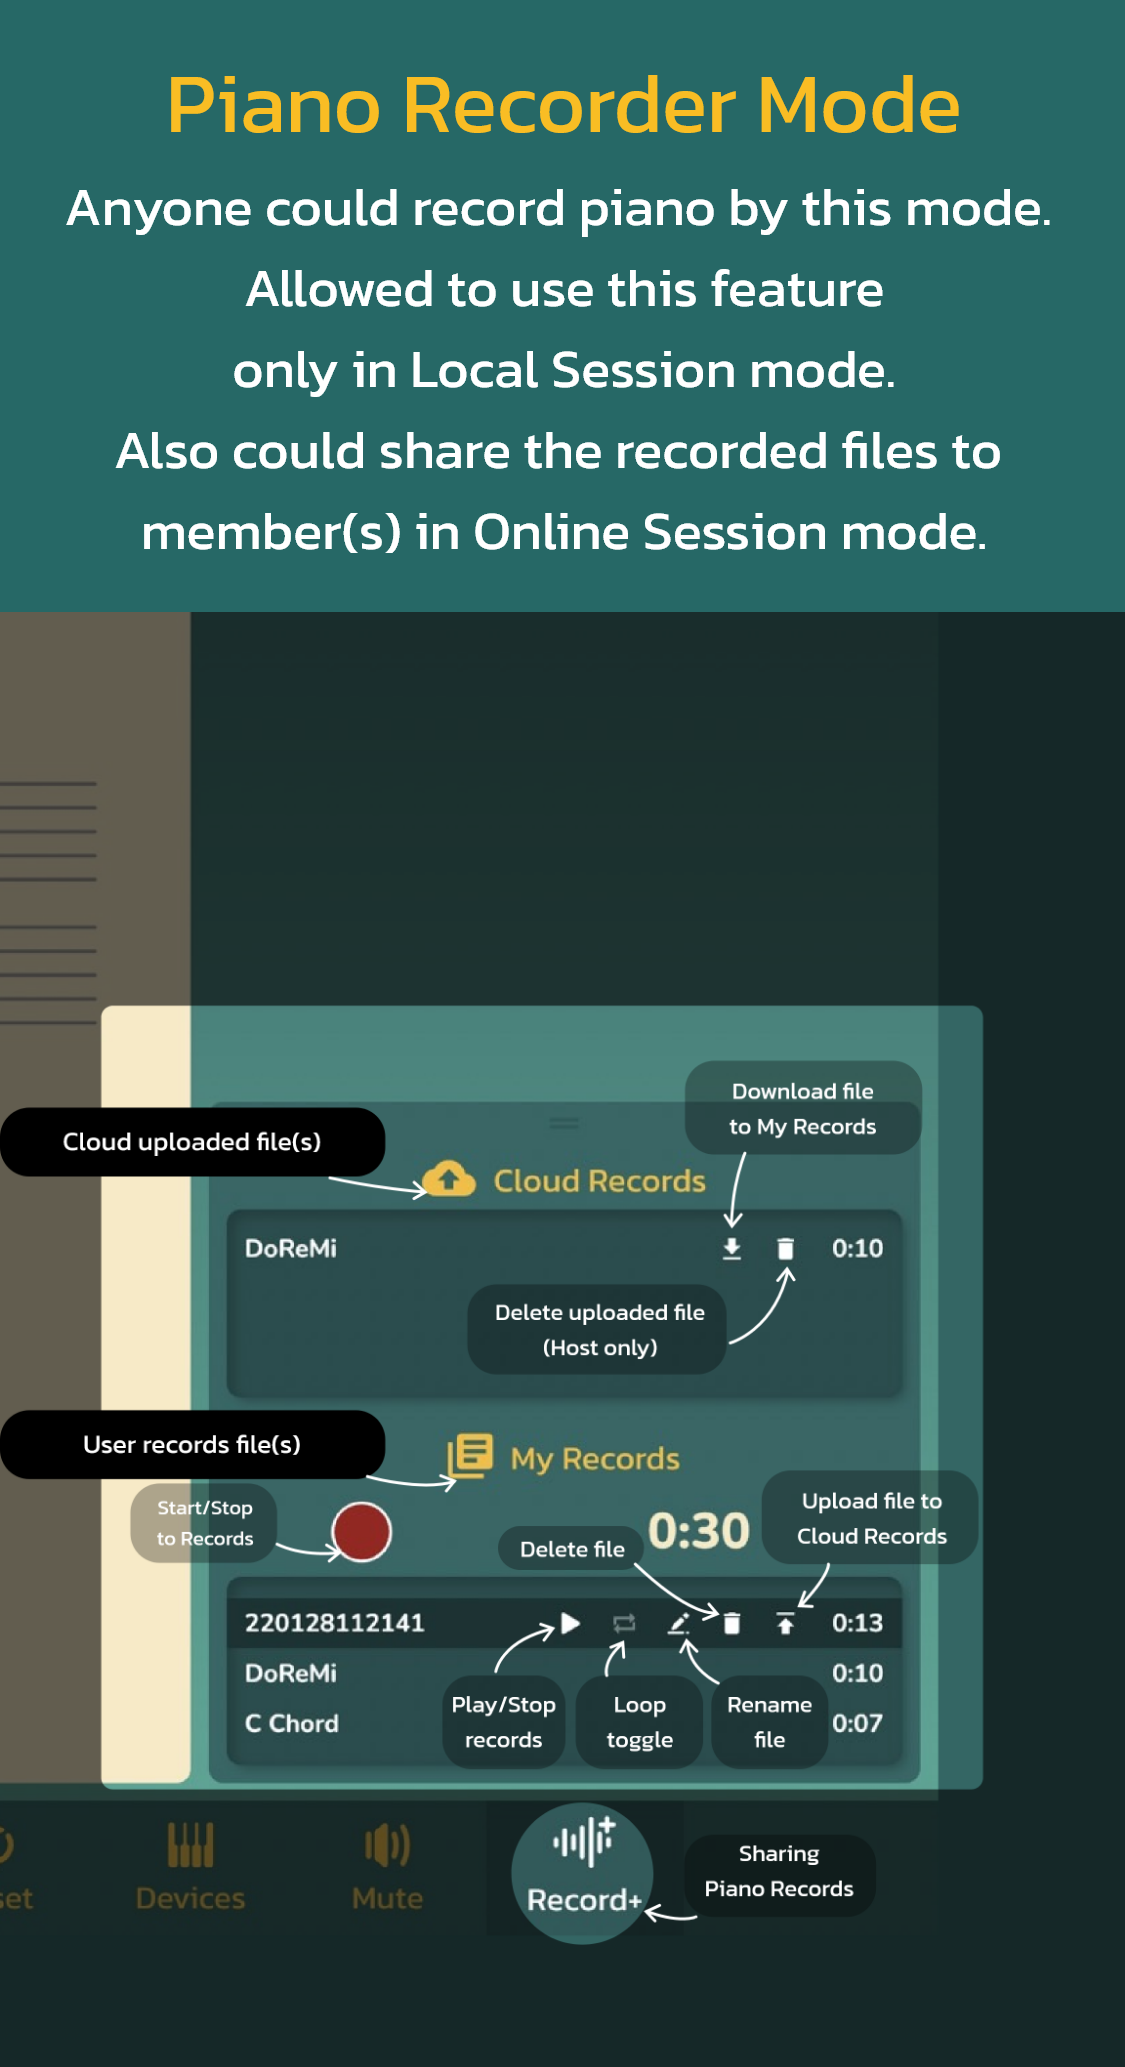 Piano Recorder Mode
Anyone could record piano by this mode.
Allowed to use this feature
only in Local Session mode.
Also could share the recorded files to
member(s) in Online Session mode.
Download file
to My Records
Cloud uploaded file(s)
Cloud Records
DoReMi 0:10
Delete uploaded file
(Host only)
User records file(s)
My Records
Start/Stop
to Records
Delete file
0:30
Upload file to
Cloud Records
220128112141 0:13
DoReMi 0:10
C Chord 0:07
Play/Stop
records
Loop
toggle
Rename
file
set
Devices
Mute
Record+
Sharing
Piano Records